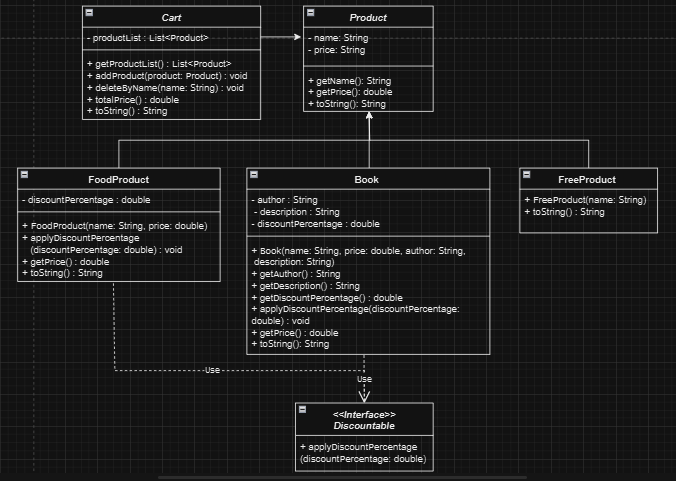 Cart
- productList : List<Product>
+ getProductList() : List<Product>
+ addProduct(product: Product) : void
+ deleteByName(name: String) : void
+ totalPrice() : double
+ toString() : String
Product
- name: String
- price: String
+ getName(): String
+ getPrice(): double
+ toString(): String
FoodProduct
- discountPercentage : double
+ FoodProduct(name: String, price: double)
+ applyDiscountPercentage
(discountPercentage: double) : void
+ getPrice() : double
+ toString() : String
Book
- author : String
- description : String
- discountPercentage : double
+ Book(name: String, price: double, author: String,
description: String)
+ getAuthor() : String
+ getDescription() : String
+ getDiscountPercentage() : double
+ applyDiscountPercentage(discountPercentage:
double) : void
+ getPrice() : double
+ toString(): String
FreeProduct
+ FreeProduct(name: String)
+ toString() : String
Use
Use
<<Interface>>
Discountable
+ applyDiscountPercentage
(discountPercentage: double)